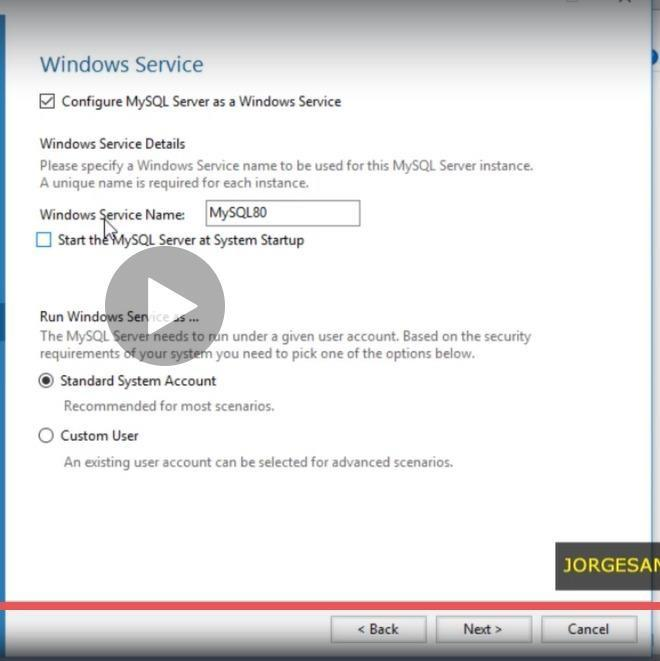 Windows Service
Configure MySQL Server as a Windows Service
Windows Service Details
Please specify a Windows Service name to be used for this MySQL Server instance.
A unique name is required for each instance.
Windows Service Name: MySQL80
Start the MySQL Server at System Startup
Run Windows Service as ...
The MySQL Server needs to run under a given user account. Based on the security
requirements of your system you need to pick one of the options below.
Standard System Account
Recommended for most scenarios.
Custom User
An existing user account can be selected for advanced scenarios.
JORGESAM
< Back Next > Cancel